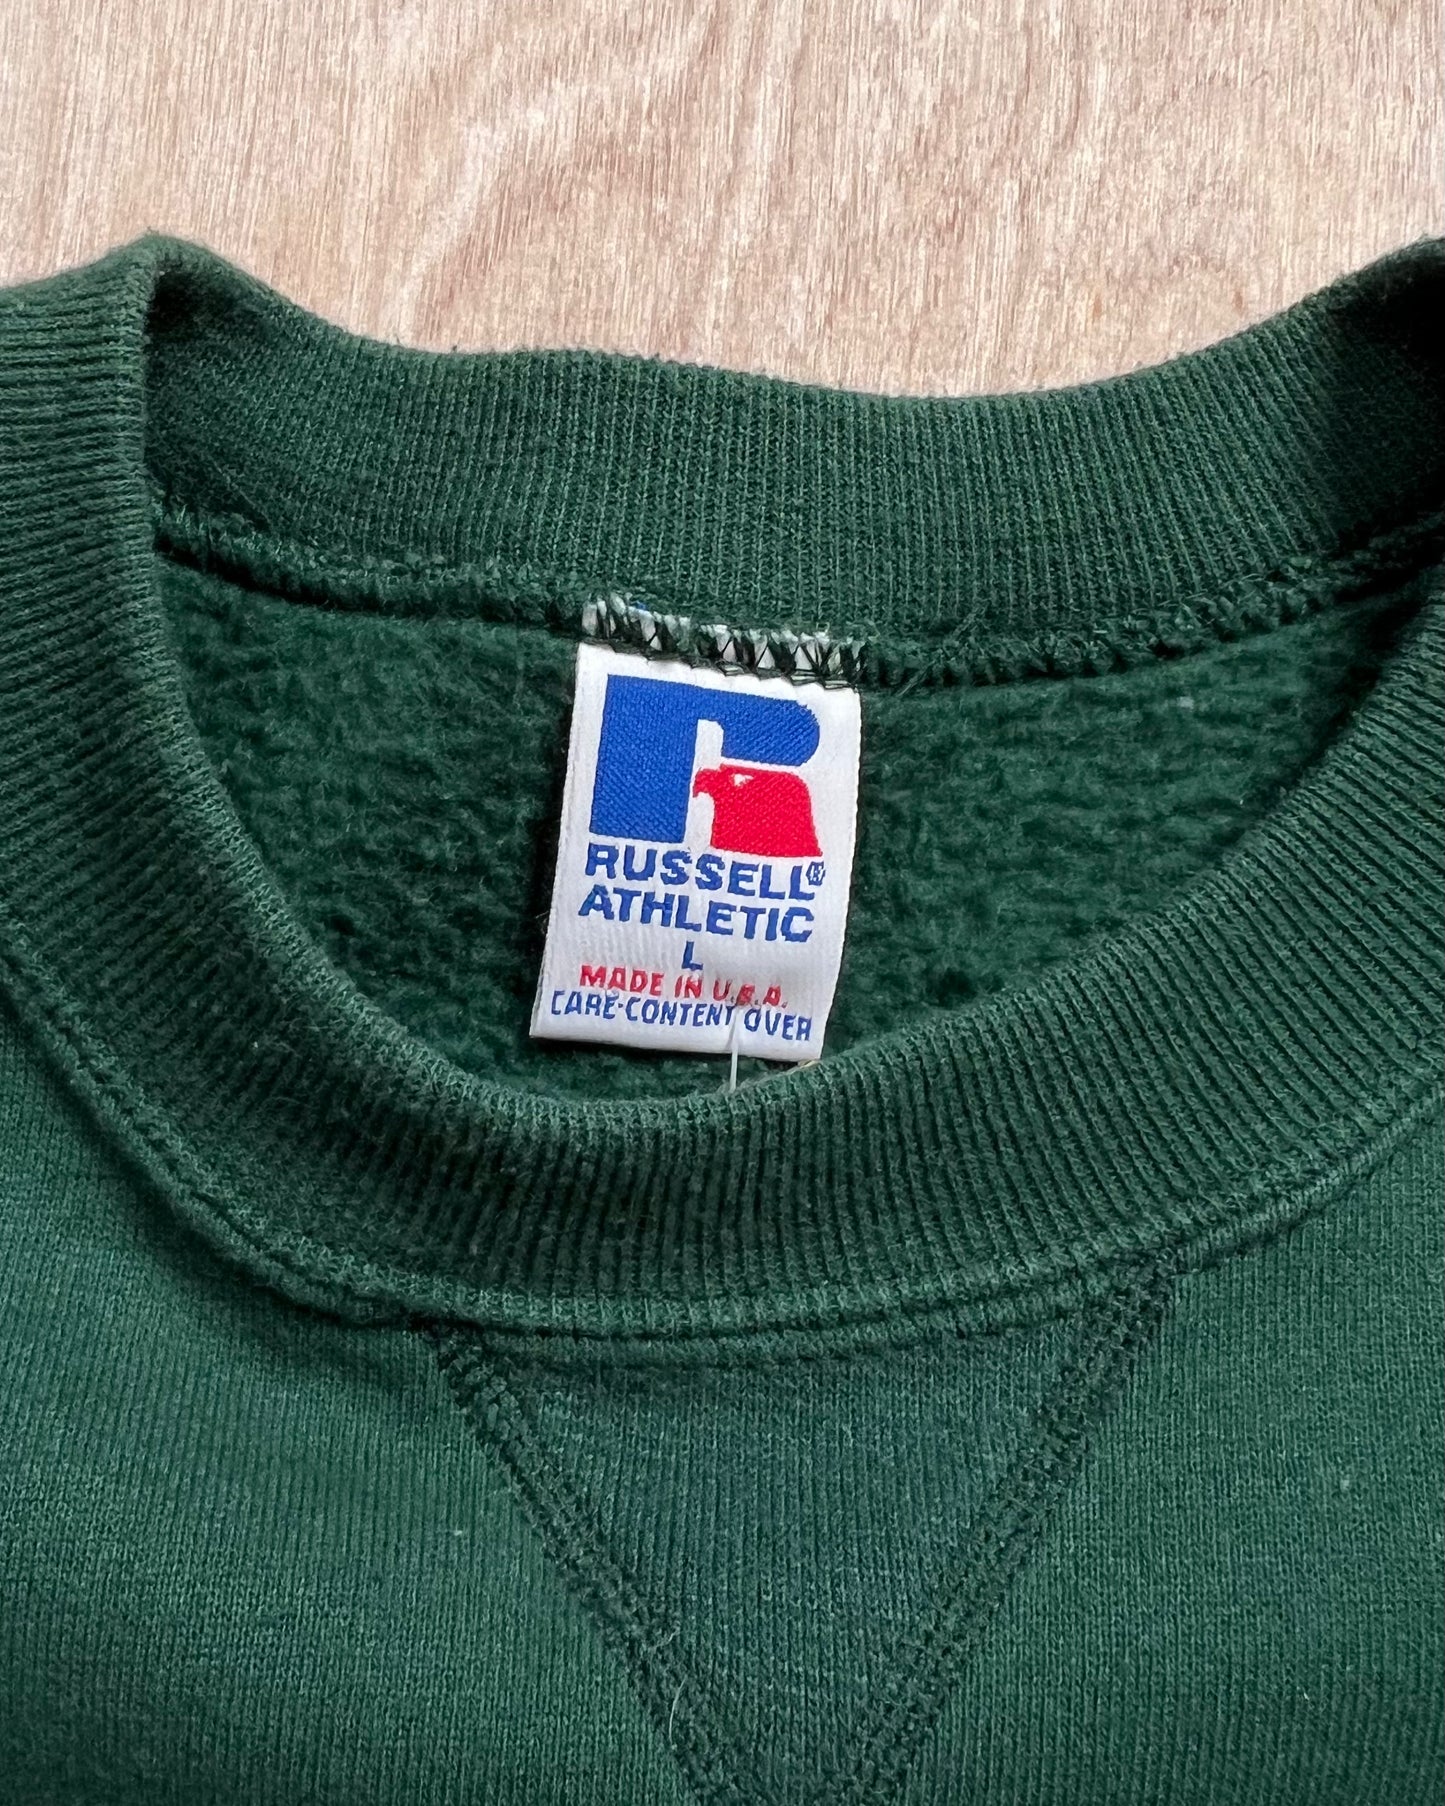 R
RUSSELL®
ATHLETIC
L
MADE IN U.S.A.
CARE-CONTENT OVER